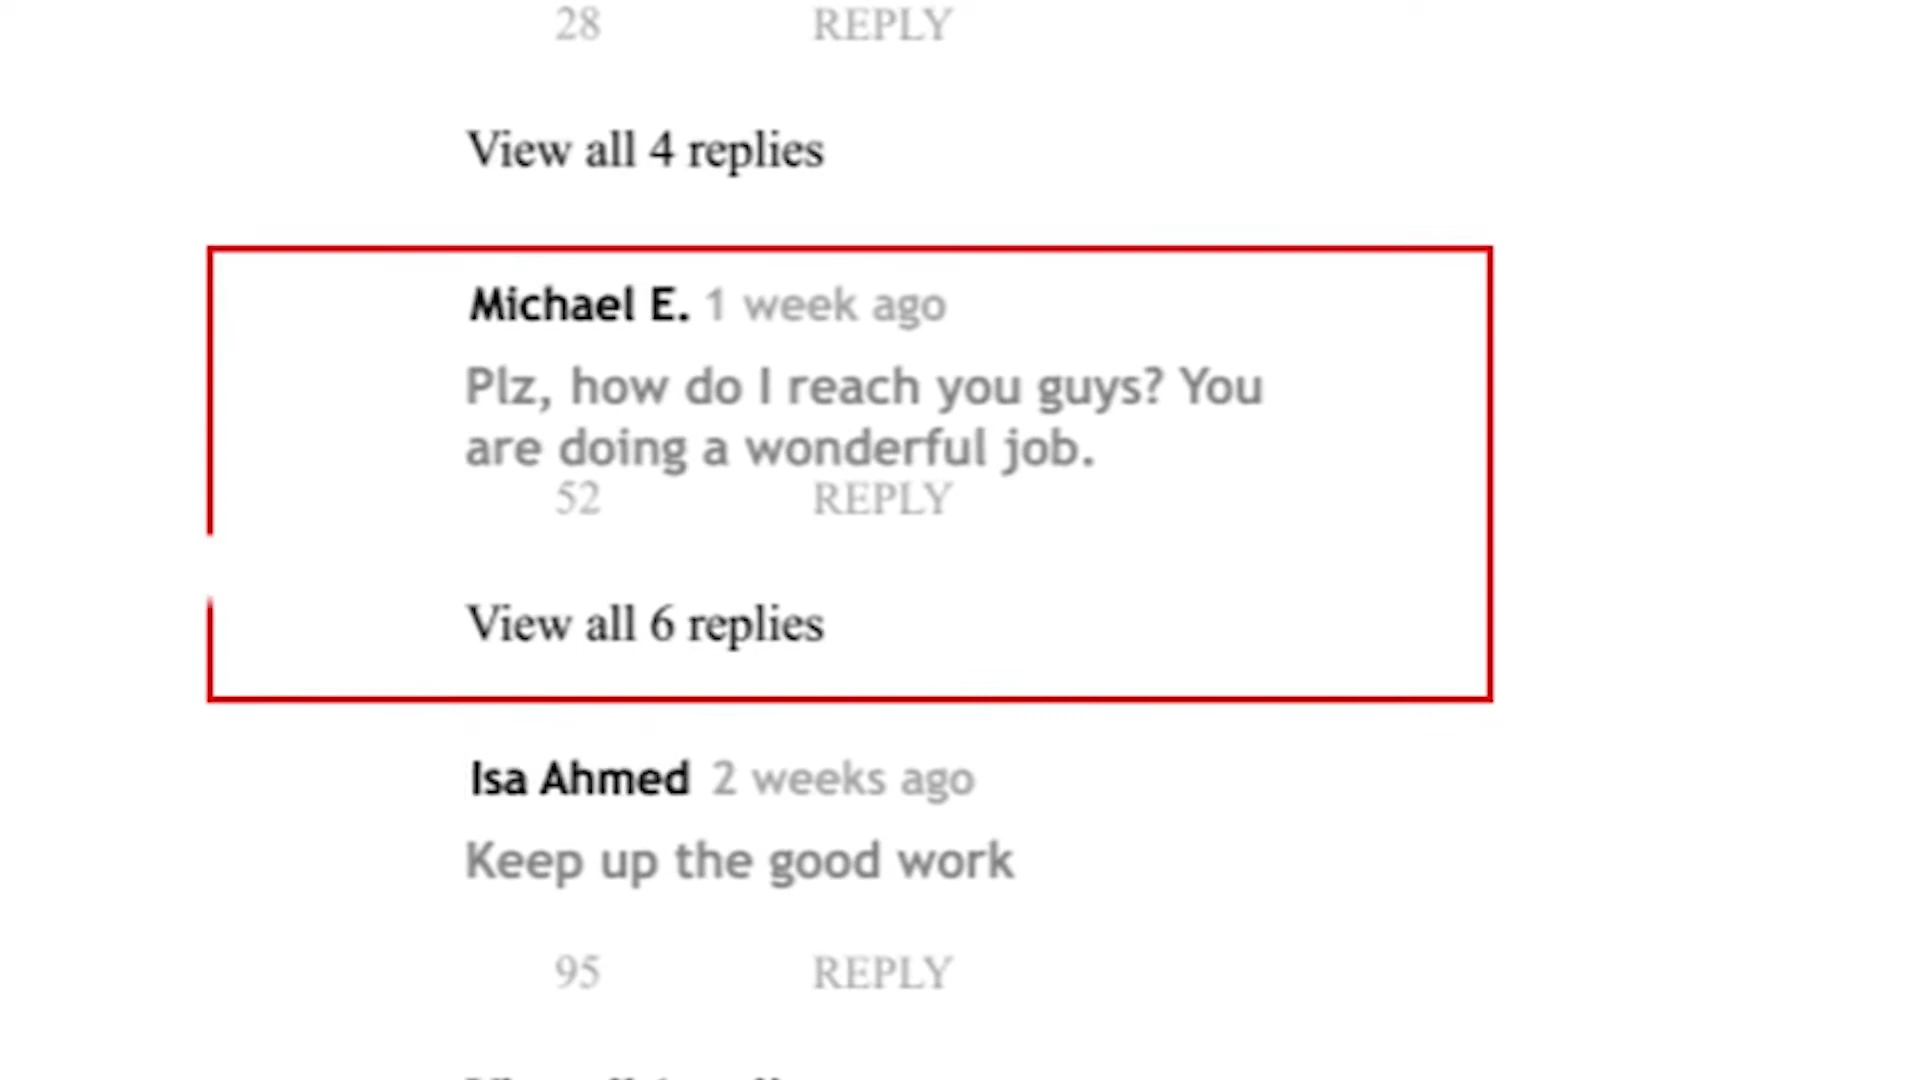 28 REPLY
View all 4 replies
Michael E. 1 week ago
Plz, how do I reach you guys? You
are doing a wonderful job.
52 REPLY
View all 6 replies
Isa Ahmed 2 weeks ago
Keep up the good work
95 REPLY